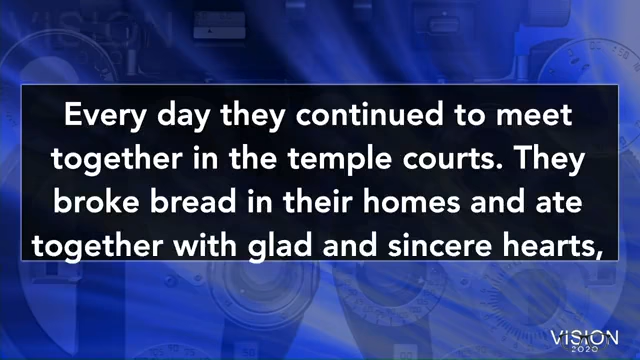 VISION
Every day they continued to meet
together in the temple courts. They
broke bread in their homes and ate
together with glad and sincere hearts,
VISION
2020